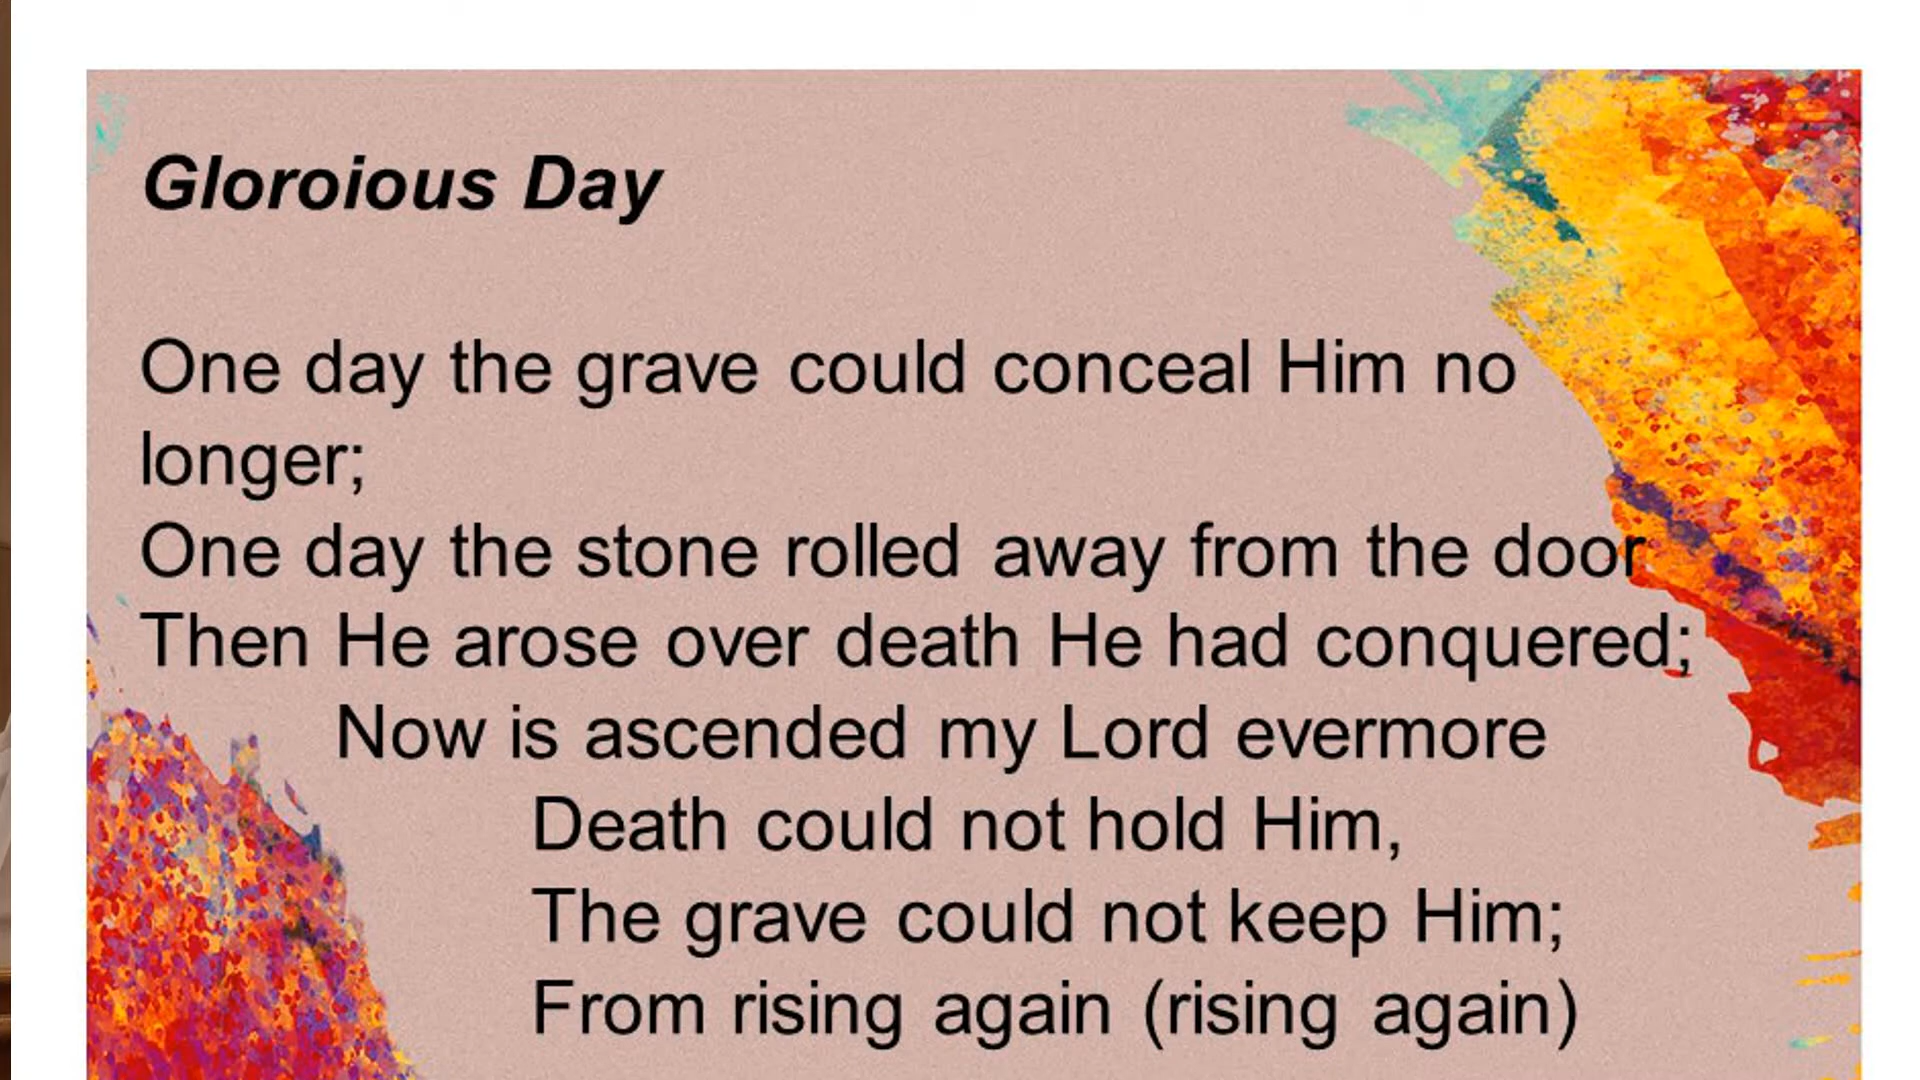 Gloroious Day
One day the grave could conceal Him no
longer;
One day the stone rolled away from the door
Then He arose over death He had conquered;
Now is ascended my Lord evermore
Death could not hold Him,
The grave could not keep Him;
From rising again (rising again)